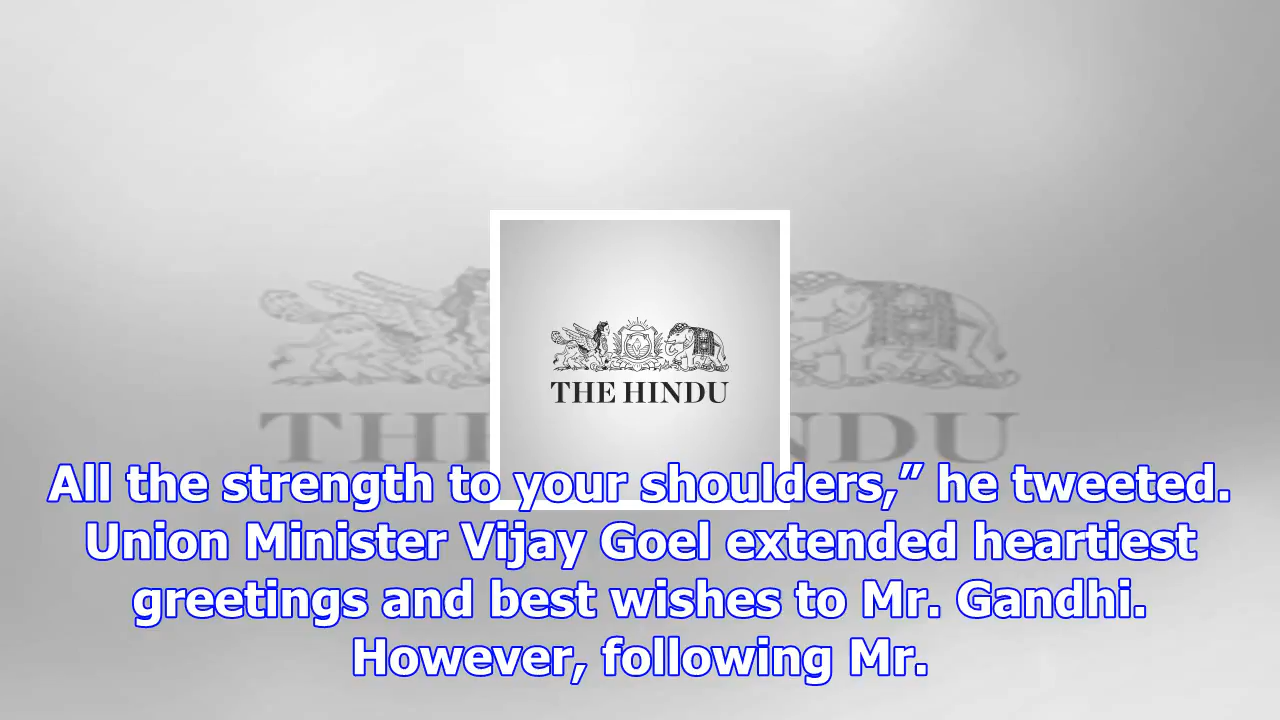 THE HINDU
All the strength to your shoulders,” he tweeted.
Union Minister Vijay Goel extended heartiest
greetings and best wishes to Mr. Gandhi.
However, following Mr.